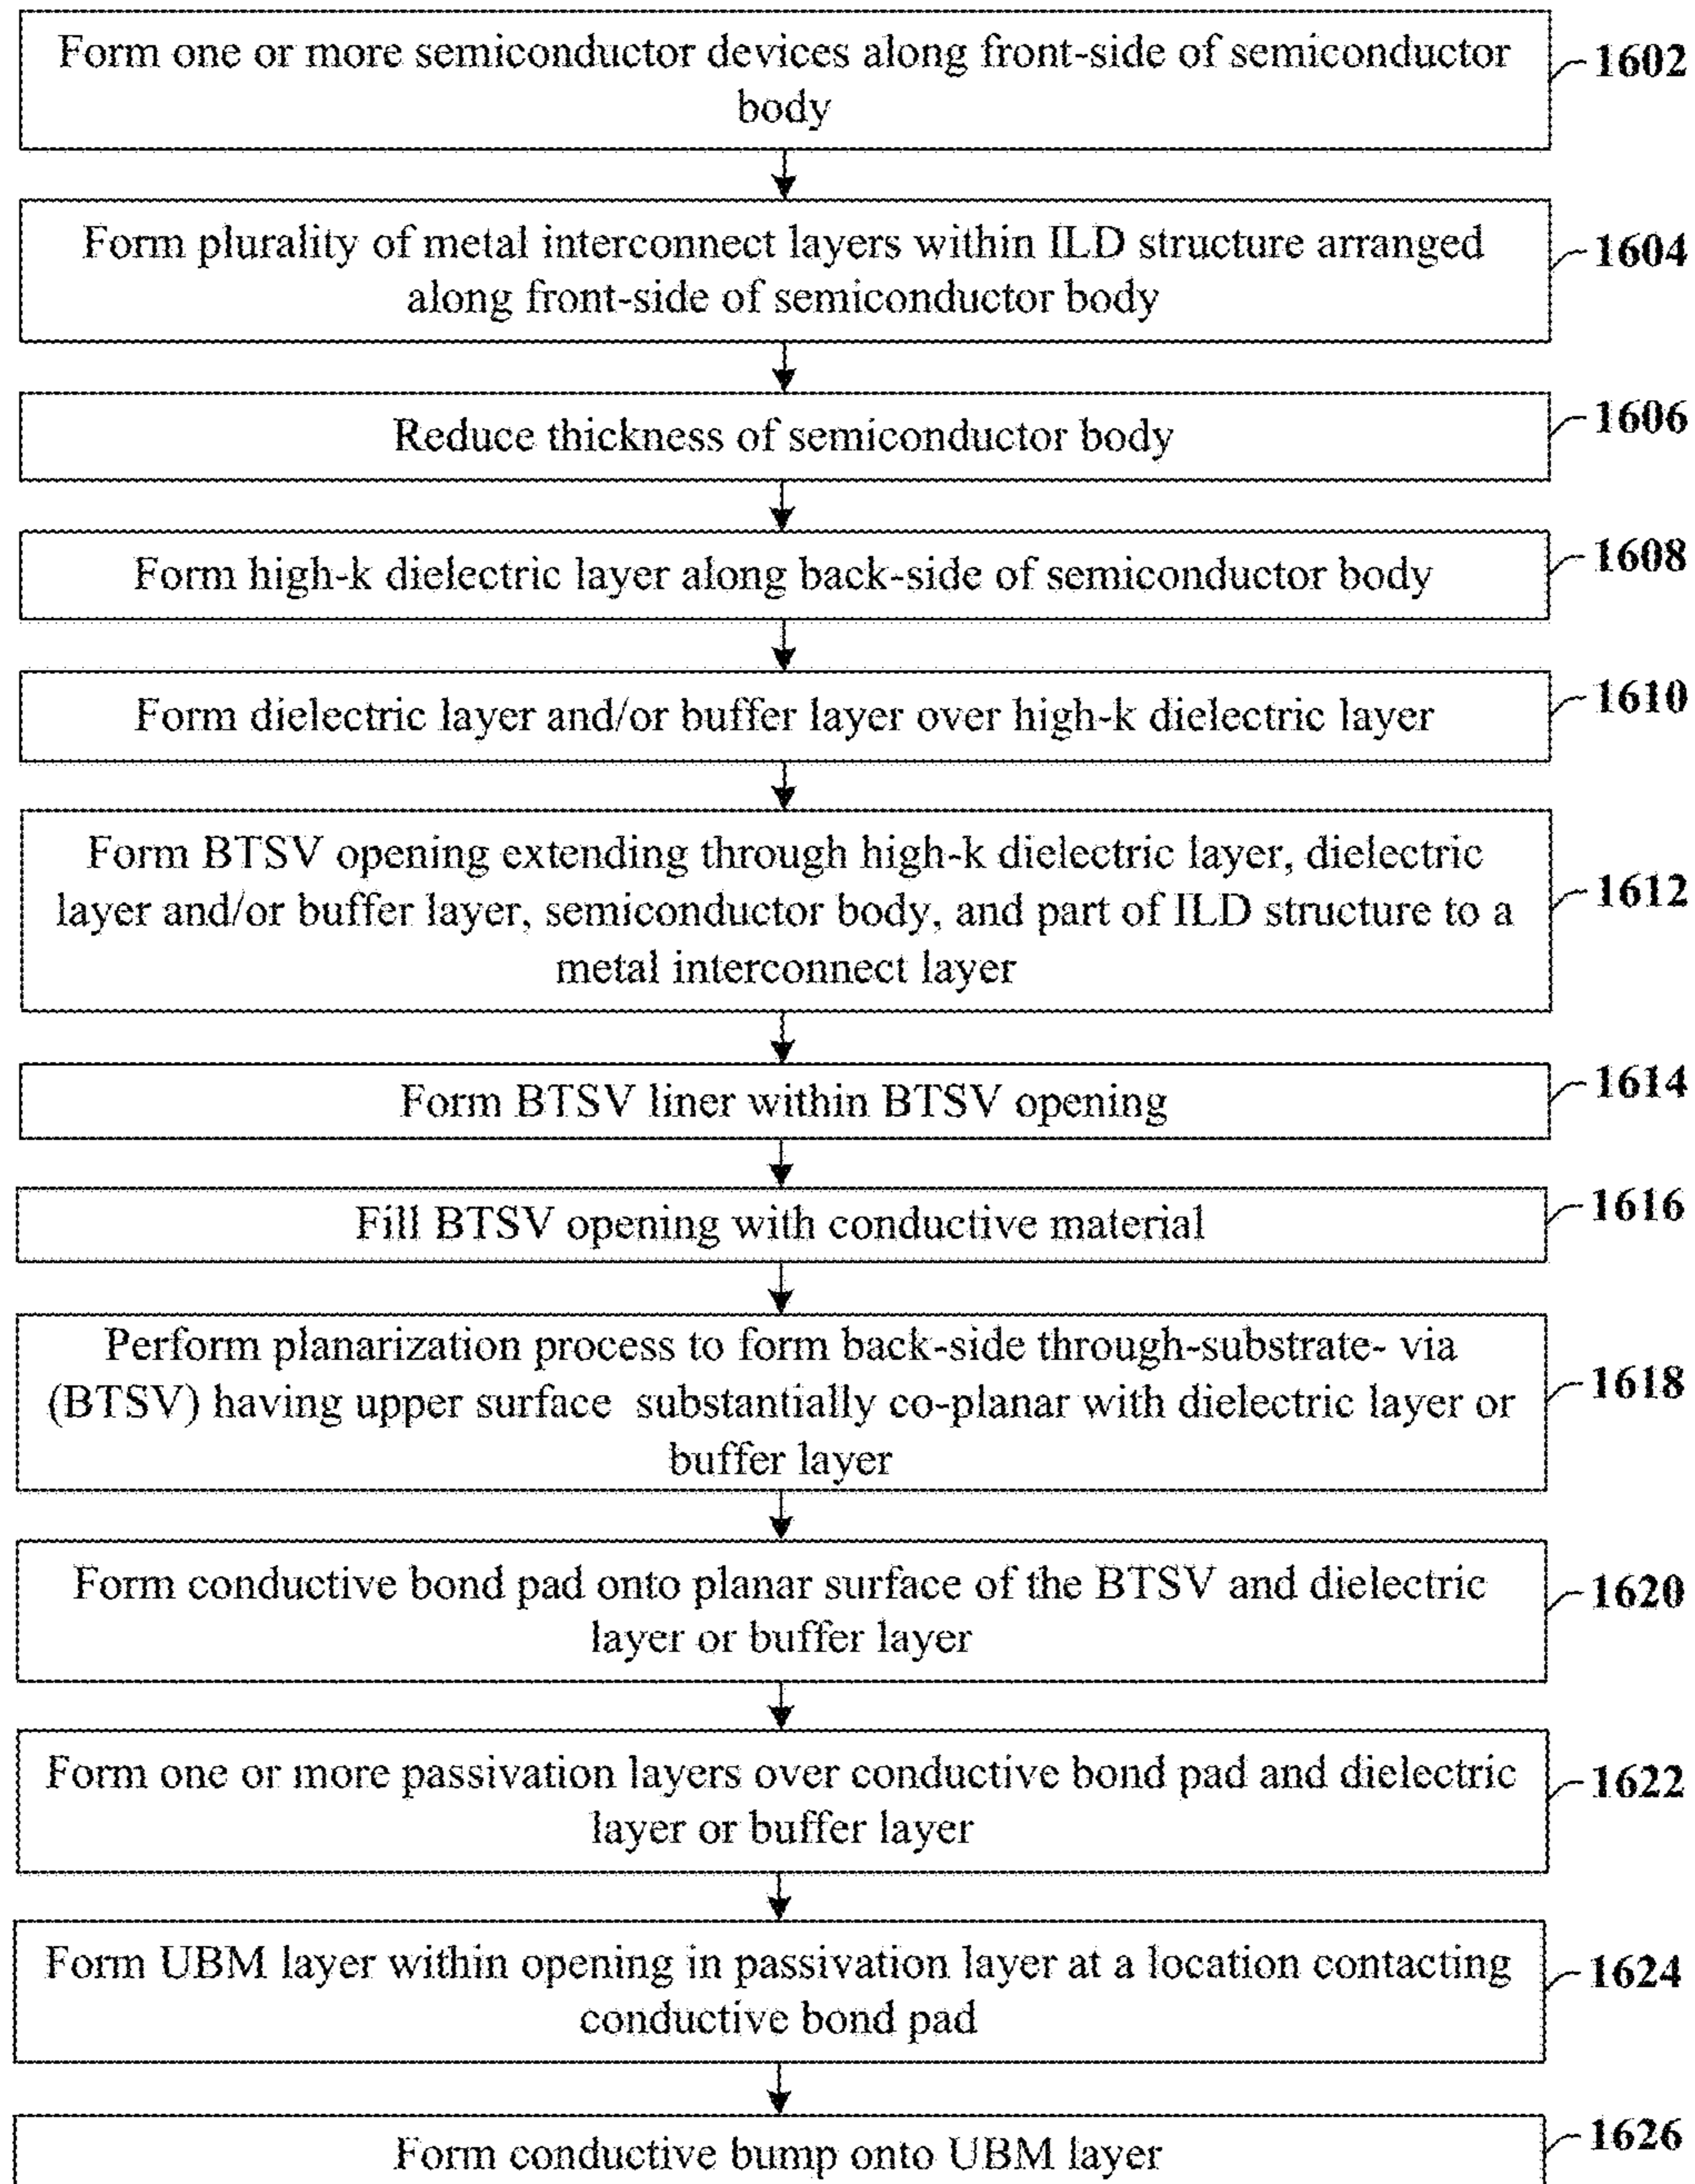 Form one or more semiconductor devices along front-side of semiconductor
body
1602
Form plurality of metal interconnect layers within ILD structure arranged
along front-side of semiconductor body
1604
Reduce thickness of semiconductor body
1606
Form high-k dielectric layer along back-side of semiconductor body
1608
Form dielectric layer and/or buffer layer over high-k dielectric layer
1610
Form BTSV opening extending through high-k dielectric layer, dielectric
layer and/or buffer layer, semiconductor body, and part of ILD structure to a
metal interconnect layer
1612
Form BTSV liner within BTSV opening
1614
Fill BTSV opening with conductive material
1616
Perform planarization process to form back-side through-substrate- via
(BTSV) having upper surface substantially co-planar with dielectric layer or
buffer layer
1618
Form conductive bond pad onto planar surface of the BTSV and dielectric
layer or buffer layer
1620
Form one or more passivation layers over conductive bond pad and dielectric
layer or buffer layer
1622
Form UBM layer within opening in passivation layer at a location contacting
conductive bond pad
1624
Form conductive bump onto UBM layer
1626